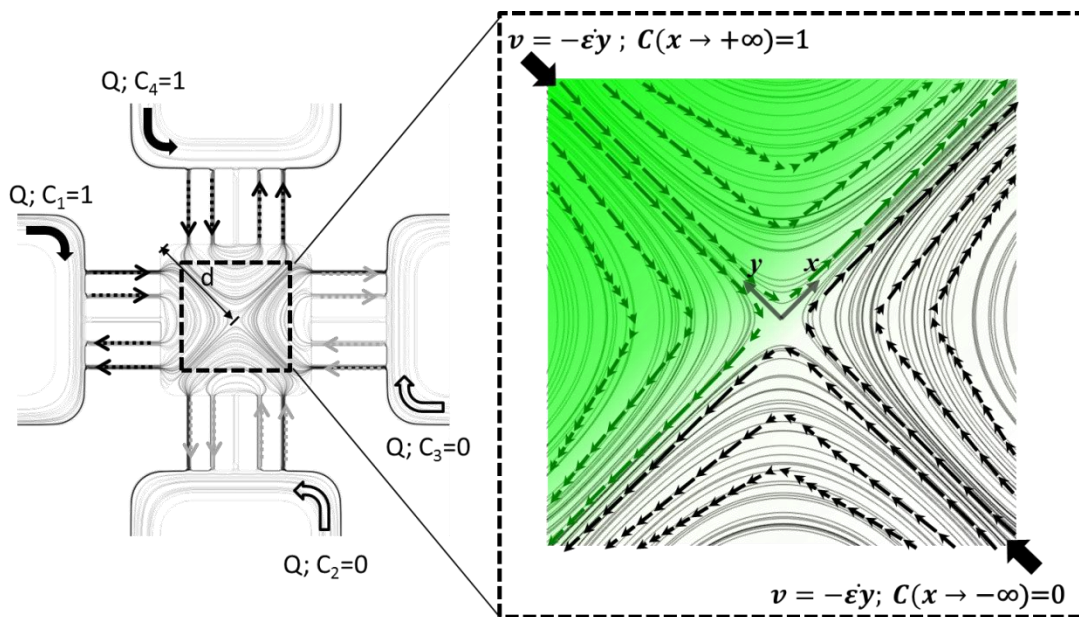 v = −ε̇y ; C(x → +∞)=1
Q; C₄=1
Q; C₁=1
d
y
x
Q; C₃=0
Q; C₂=0
v = −ε̇y; C(x → −∞)=0